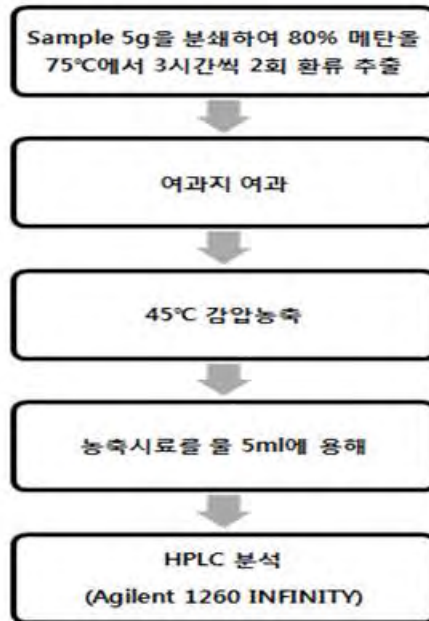 Sample 5g을 분쇄하여 80% 메탄올
75℃에서 3시간씩 2회 환류 추출
여과지 여과
45℃ 감압농축
농축시료를 물 5ml에 용해
HPLC 분석
(Agilent 1260 INFINITY)